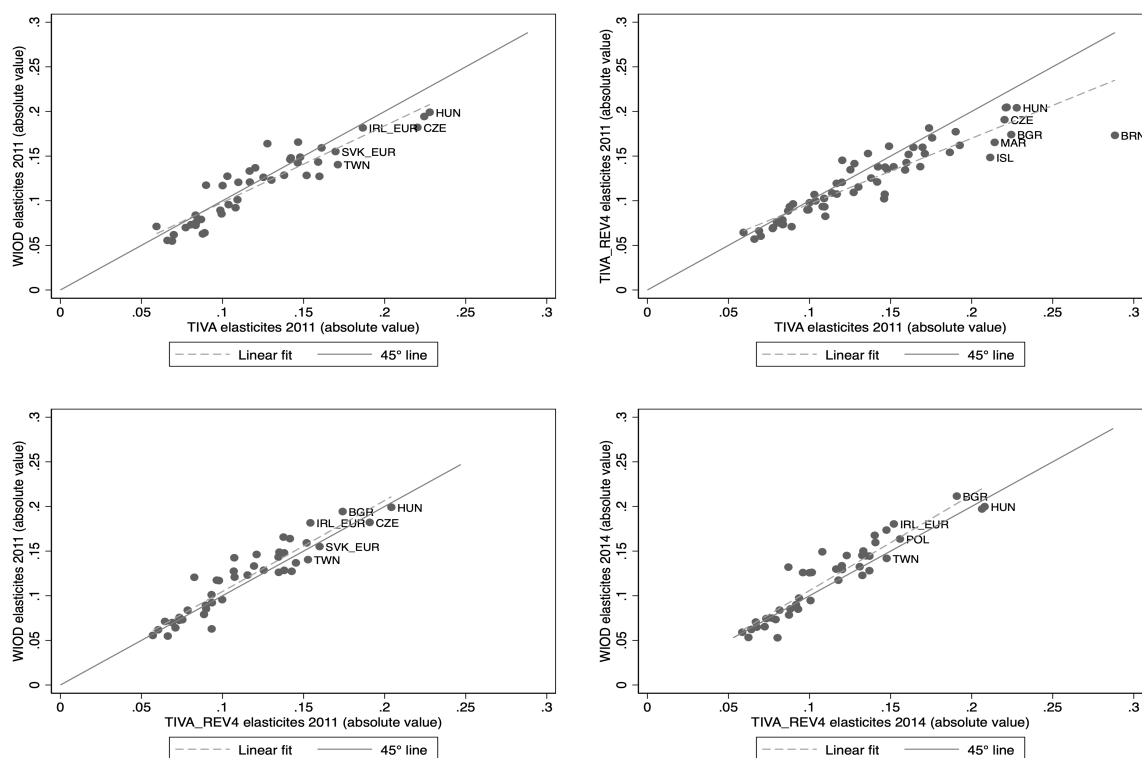 WIOD elasticites 2011 (absolute value)
.3
.25
.2
.15
.1
.05
0
HUN
IRL_EUR
CZE
SVK_EUR
TWN
0
.05
.1
.15
.2
.25
.3
TIVA elasticites 2011 (absolute value)
Linear fit
45º line
TIVA_REV4 elasticites 2011 (absolute value)
.3
.25
.2
.15
.1
.05
0
HUN
CZE
BGR
BRN
MAR
ISL
0
.05
.1
.15
.2
.25
.3
TIVA elasticites 2011 (absolute value)
Linear fit
45º line
WIOD elasticites 2011 (absolute value)
.3
.25
.2
.15
.1
.05
0
BGR
HUN
IRL_EUR
CZE
SVK_EUR
TWN
0
.05
.1
.15
.2
.25
.3
TIVA_REV4 elasticites 2011 (absolute value)
Linear fit
45º line
WIOD elasticites 2014 (absolute value)
.3
.25
.2
.15
.1
.05
0
BGR
HUN
IRL_EUR
POL
TWN
0
.05
.1
.15
.2
.25
.3
TIVA_REV4 elasticites 2014 (absolute value)
Linear fit
45º line